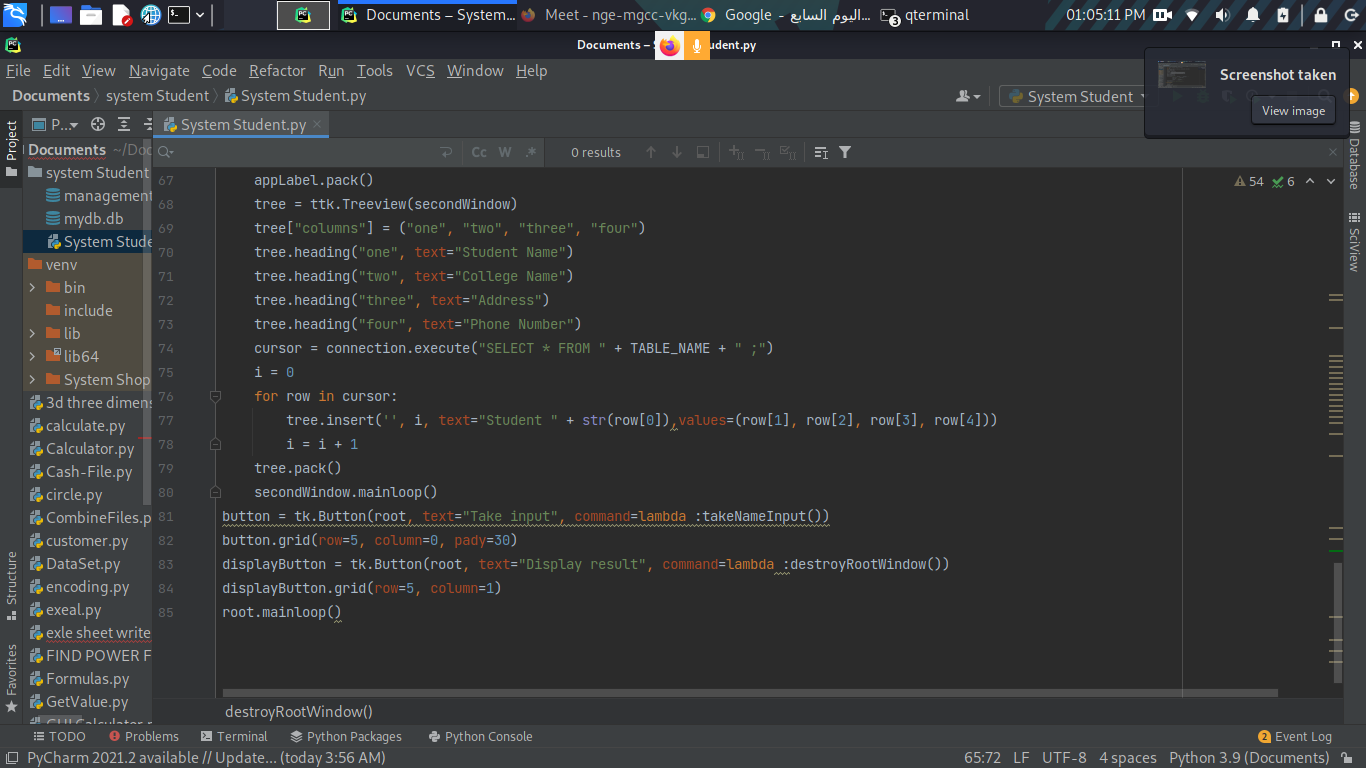 Documents – System...
Meet - nge-mgcc-vkg...
Google - اليوم السابع...
3
qterminal
01:05:11 PM
Documents – S
udent.py
File Edit View Navigate Code Refactor Run Tools VCS Window Help
Screenshot taken
View image
Documents
system Student
System Student.py
System Student
Project
P...
System Student.py
Cc W .*
0 results
54 6
Documents ~/Doc
system Student
management
mydb.db
System Stude
venv
bin
include
lib
lib64
System Shop
3d three dimens
calculate.py
Calculator.py
Cash-File.py
circle.py
CombineFiles.p
customer.py
DataSet.py
encoding.py
exeal.py
exle sheet write
FIND POWER F
Formulas.py
GetValue.py
67 appLabel.pack()
68 tree = ttk.Treeview(secondWindow)
69 tree["columns"] = ("one", "two", "three", "four")
70 tree.heading("one", text="Student Name")
71 tree.heading("two", text="College Name")
72 tree.heading("three", text="Address")
73 tree.heading("four", text="Phone Number")
74 cursor = connection.execute("SELECT * FROM " + TABLE_NAME + " ;")
75 i = 0
76 for row in cursor:
77 tree.insert('', i, text="Student " + str(row[0]),values=(row[1], row[2], row[3], row[4]))
78 i = i + 1
79 tree.pack()
80 secondWindow.mainloop()
81 button = tk.Button(root, text="Take input", command=lambda :takeNameInput())
82 button.grid(row=5, column=0, pady=30)
83 displayButton = tk.Button(root, text="Display result", command=lambda :destroyRootWindow())
84 displayButton.grid(row=5, column=1)
85 root.mainloop()
destroyRootWindow()
Database
SciView
Structure
Favorites
TODO
Problems
Terminal
Python Packages
Python Console
2 Event Log
PyCharm 2021.2 available // Update... (today 3:56 AM)
65:72 LF UTF-8 4 spaces Python 3.9 (Documents)